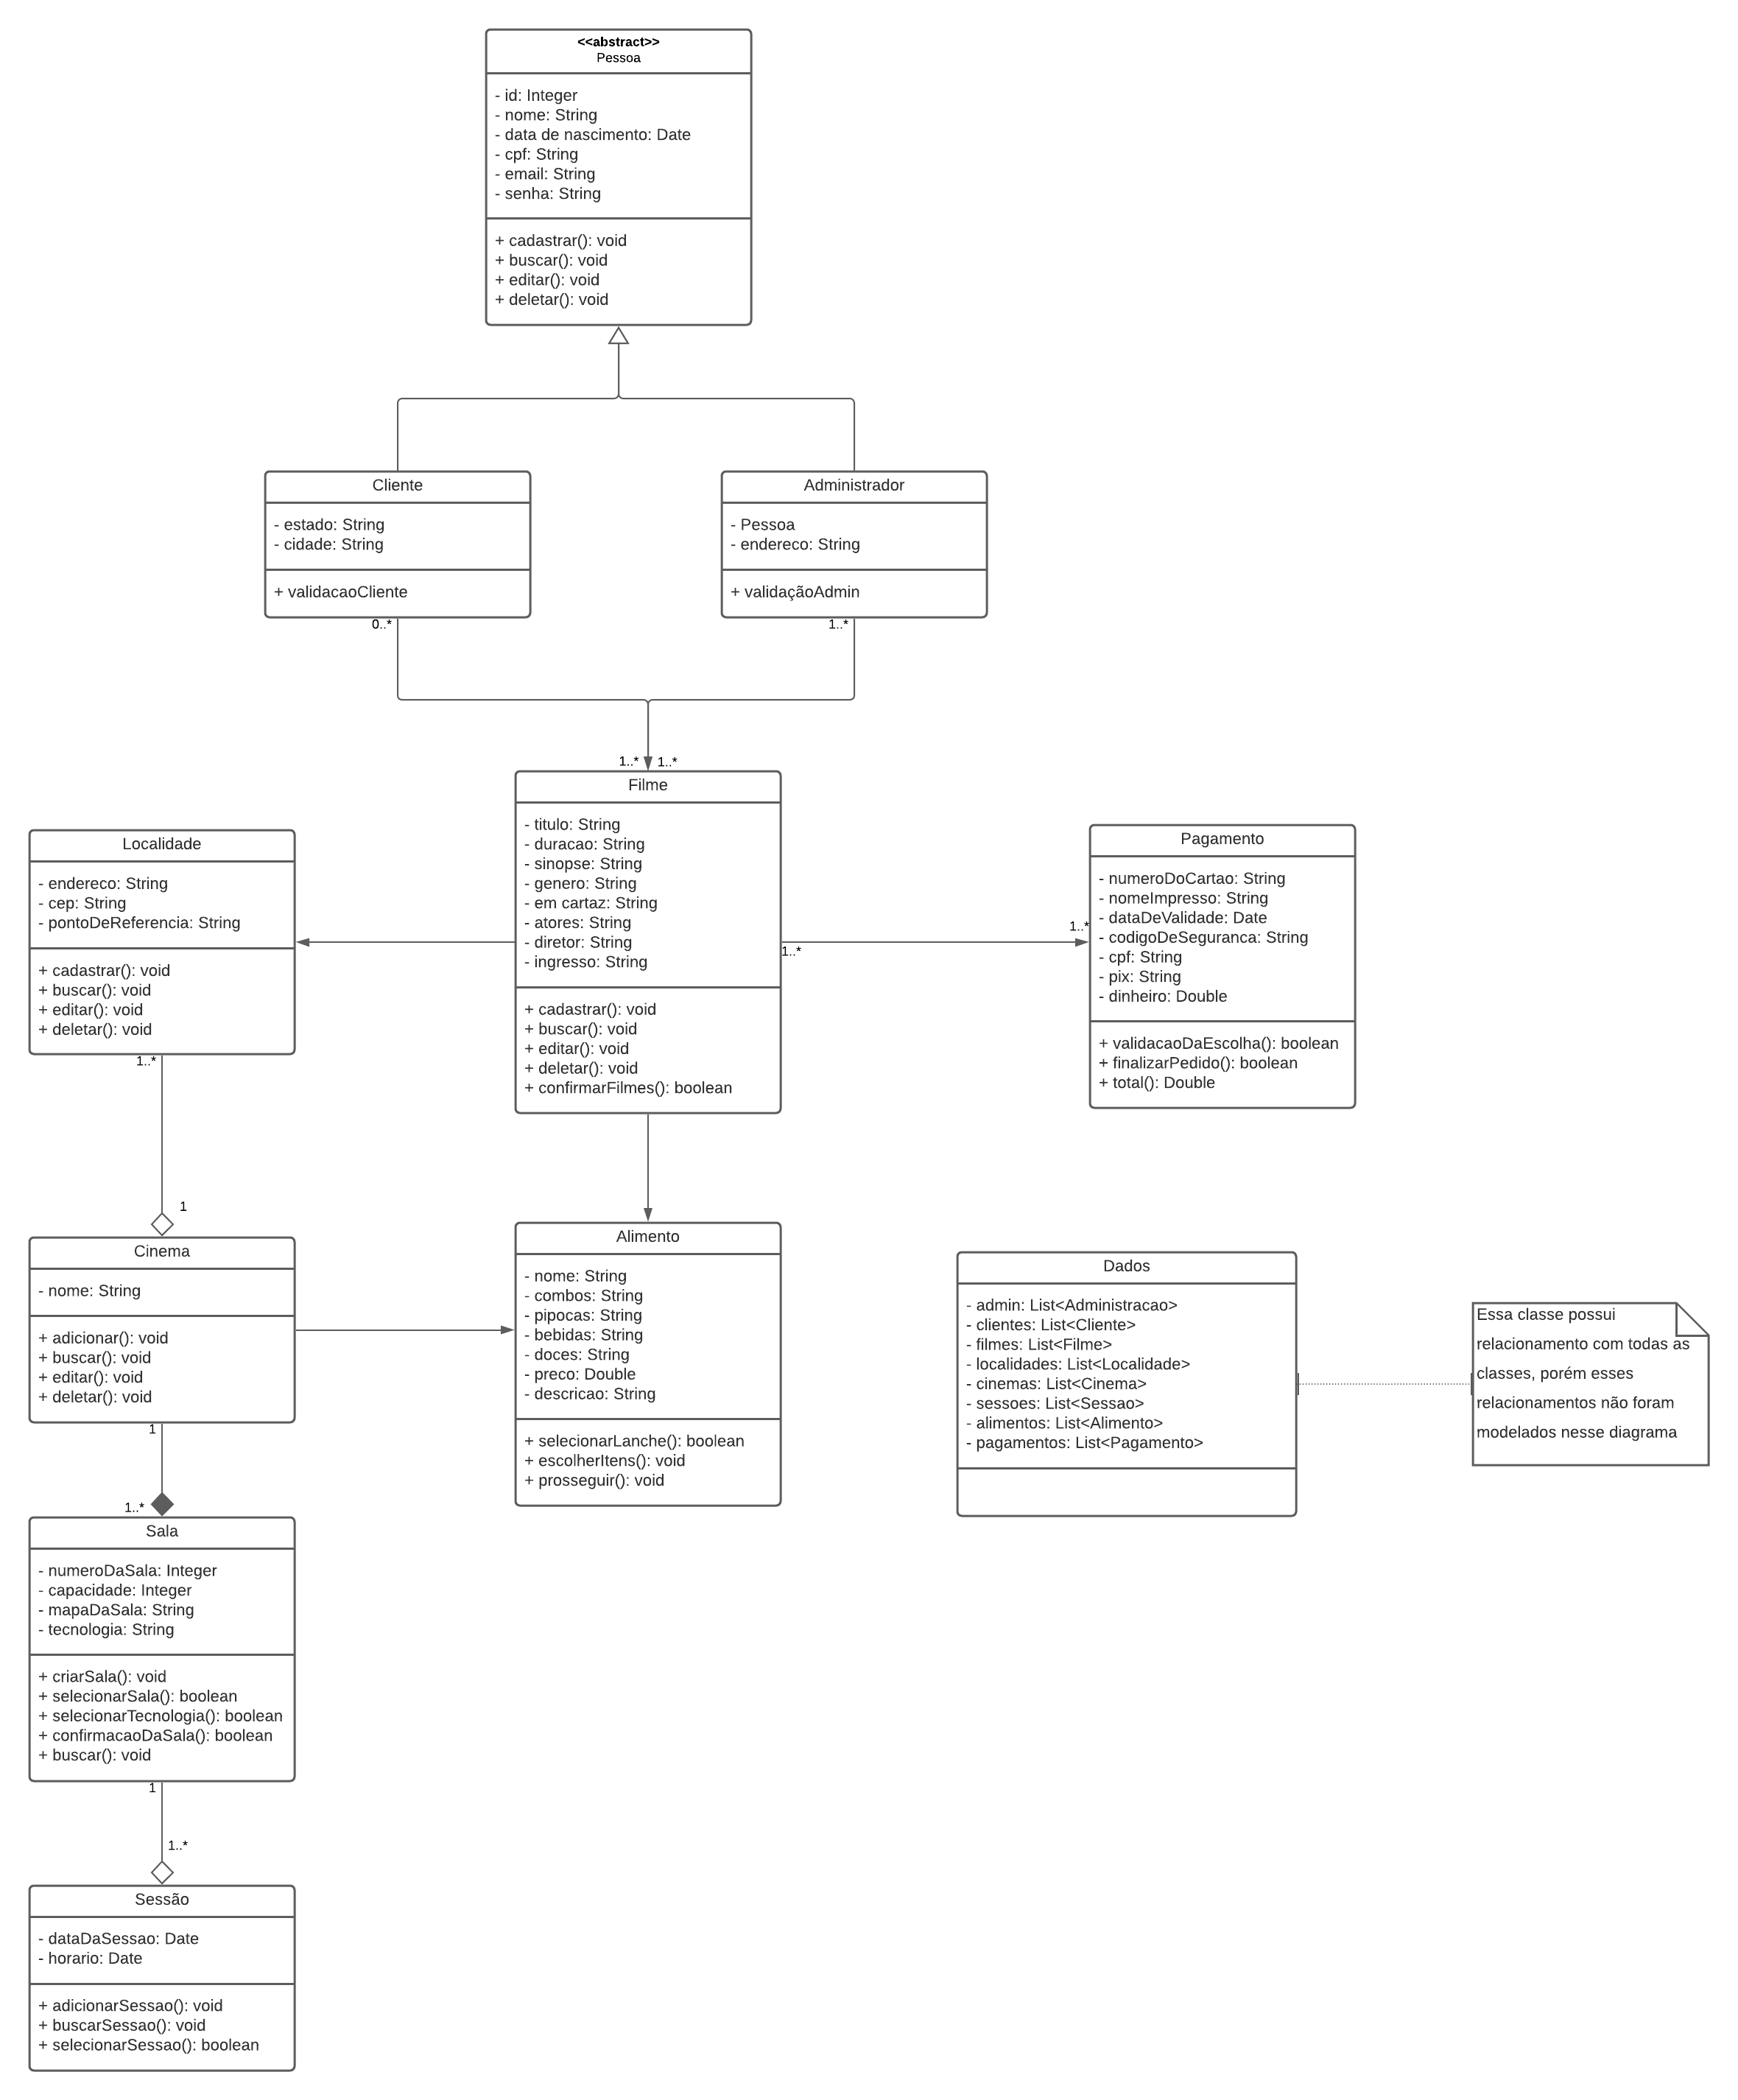 <<abstract>>
Pessoa
- id: Integer
- nome: String
- data de nascimento: Date
- cpf: String
- email: String
- senha: String
+ cadastrar(): void
+ buscar(): void
+ editar(): void
+ deletar(): void
Cliente
- estado: String
- cidade: String
+ validacaoCliente
0..*
Administrador
- Pessoa
- endereco: String
+ validaçãoAdmin
1..*
1..*
1..*
Filme
- titulo: String
- duracao: String
- sinopse: String
- genero: String
- em cartaz: String
- atores: String
- diretor: String
- ingresso: String
+ cadastrar(): void
+ buscar(): void
+ editar(): void
+ deletar(): void
+ confirmarFilmes(): boolean
1..*
1..*
Localidade
- endereco: String
- cep: String
- pontoDeReferencia: String
+ cadastrar(): void
+ buscar(): void
+ editar(): void
+ deletar(): void
1..*
1
Pagamento
- numeroDoCartao: String
- nomeImpresso: String
- dataDeValidade: Date
- codigoDeSeguranca: String
- cpf: String
- pix: String
- dinheiro: Double
+ validacaoDaEscolha(): boolean
+ finalizarPedido(): boolean
+ total(): Double
Cinema
- nome: String
+ adicionar(): void
+ buscar(): void
+ editar(): void
+ deletar(): void
1
1..*
Alimento
- nome: String
- combos: String
- pipocas: String
- bebidas: String
- doces: String
- preco: Double
- descricao: String
+ selecionarLanche(): boolean
+ escolherItens(): void
+ prosseguir(): void
Dados
- admin: List<Administracao>
- clientes: List<Cliente>
- filmes: List<Filme>
- localidades: List<Localidade>
- cinemas: List<Cinema>
- sessoes: List<Sessao>
- alimentos: List<Alimento>
- pagamentos: List<Pagamento>
Essa classe possui
relacionamento com todas as
classes, porém esses
relacionamentos não foram
modelados nesse diagrama
Sala
- numeroDaSala: Integer
- capacidade: Integer
- mapaDaSala: String
- tecnologia: String
+ criarSala(): void
+ selecionarSala(): boolean
+ selecionarTecnologia(): boolean
+ confirmacaoDaSala(): boolean
+ buscar(): void
1
1..*
Sessão
- dataDaSessao: Date
- horario: Date
+ adicionarSessao(): void
+ buscarSessao(): void
+ selecionarSessao(): boolean